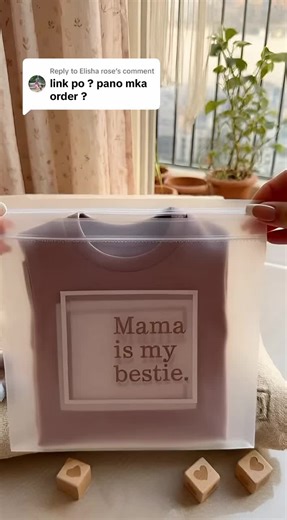 Reply to Elisha rose's comment
link po ? pano mka
order ?
Mama
is my
bestie.